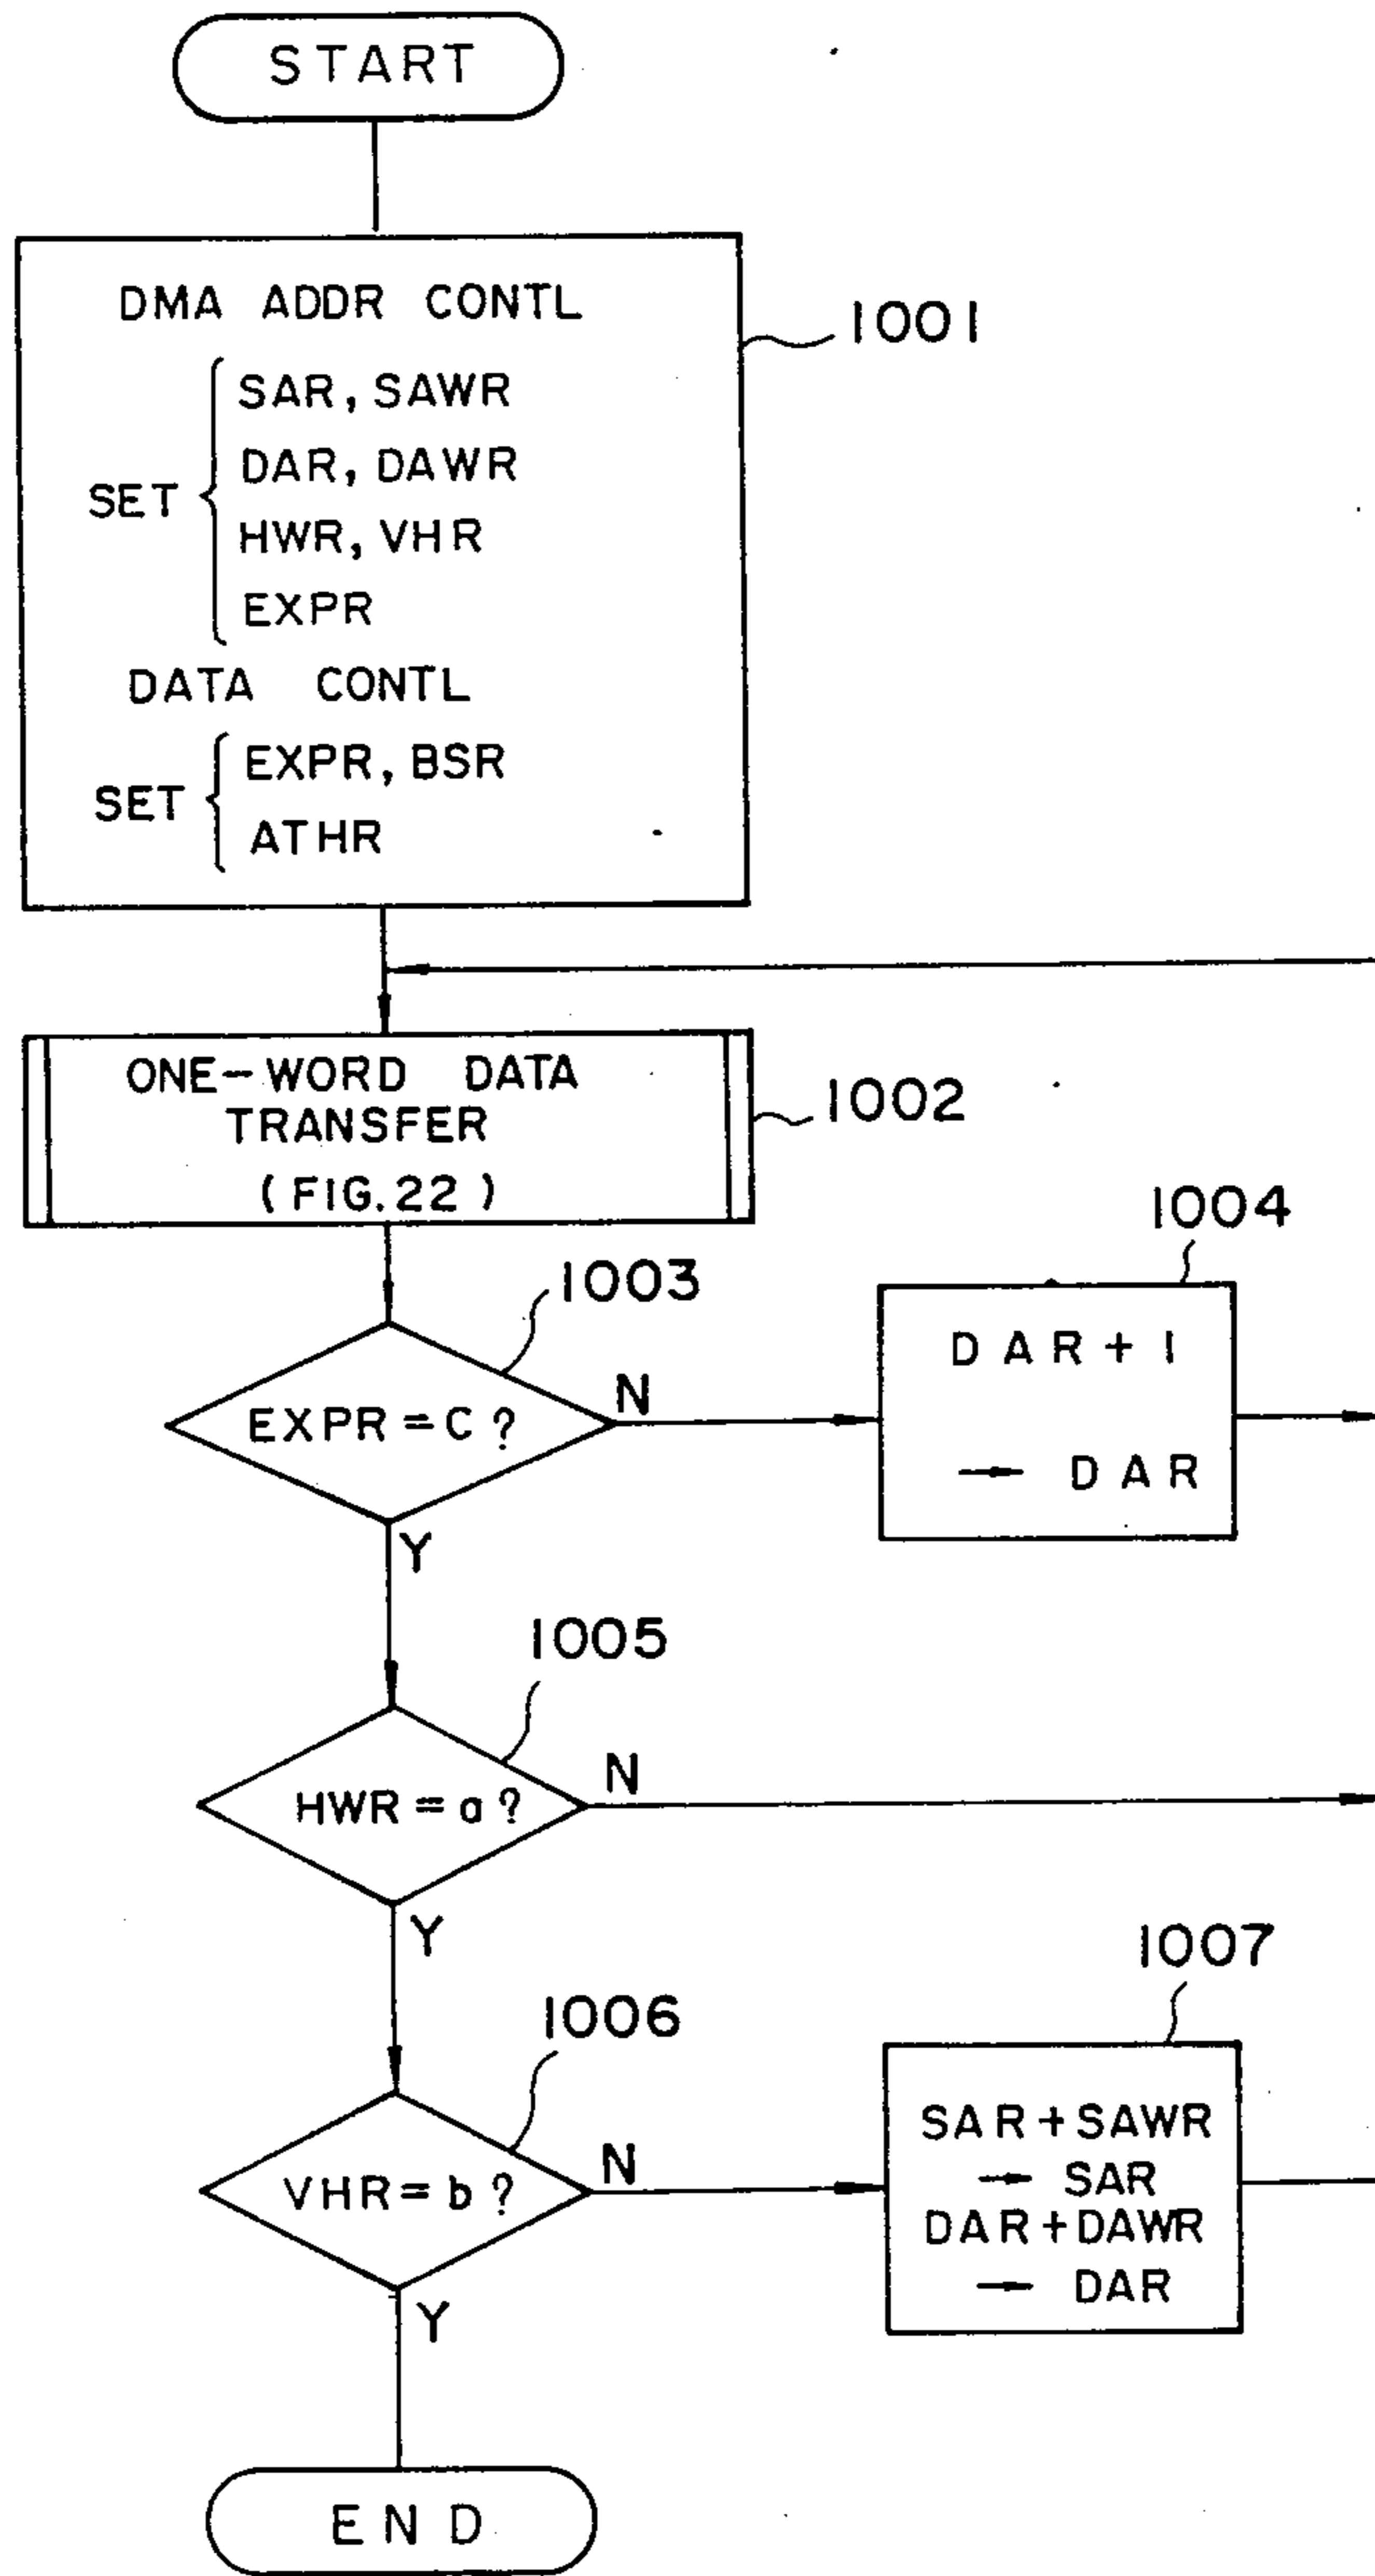 START
DMA ADDR CONTL
1001
SAR, SAWR
DAR, DAWR
SET
HWR, VHR
EXPR
DATA CONTL
EXPR, BSR
SET
ATHR
ONE-WORD DATA
TRANSFER
(FIG.22)
1002
1003
1004
EXPR=C?
N
DAR+1
→ DAR
Y
1005
HWR=a?
N
Y
1006
1007
VHR=b?
N
SAR+SAWR
→ SAR
DAR+DAWR
→ DAR
Y
END